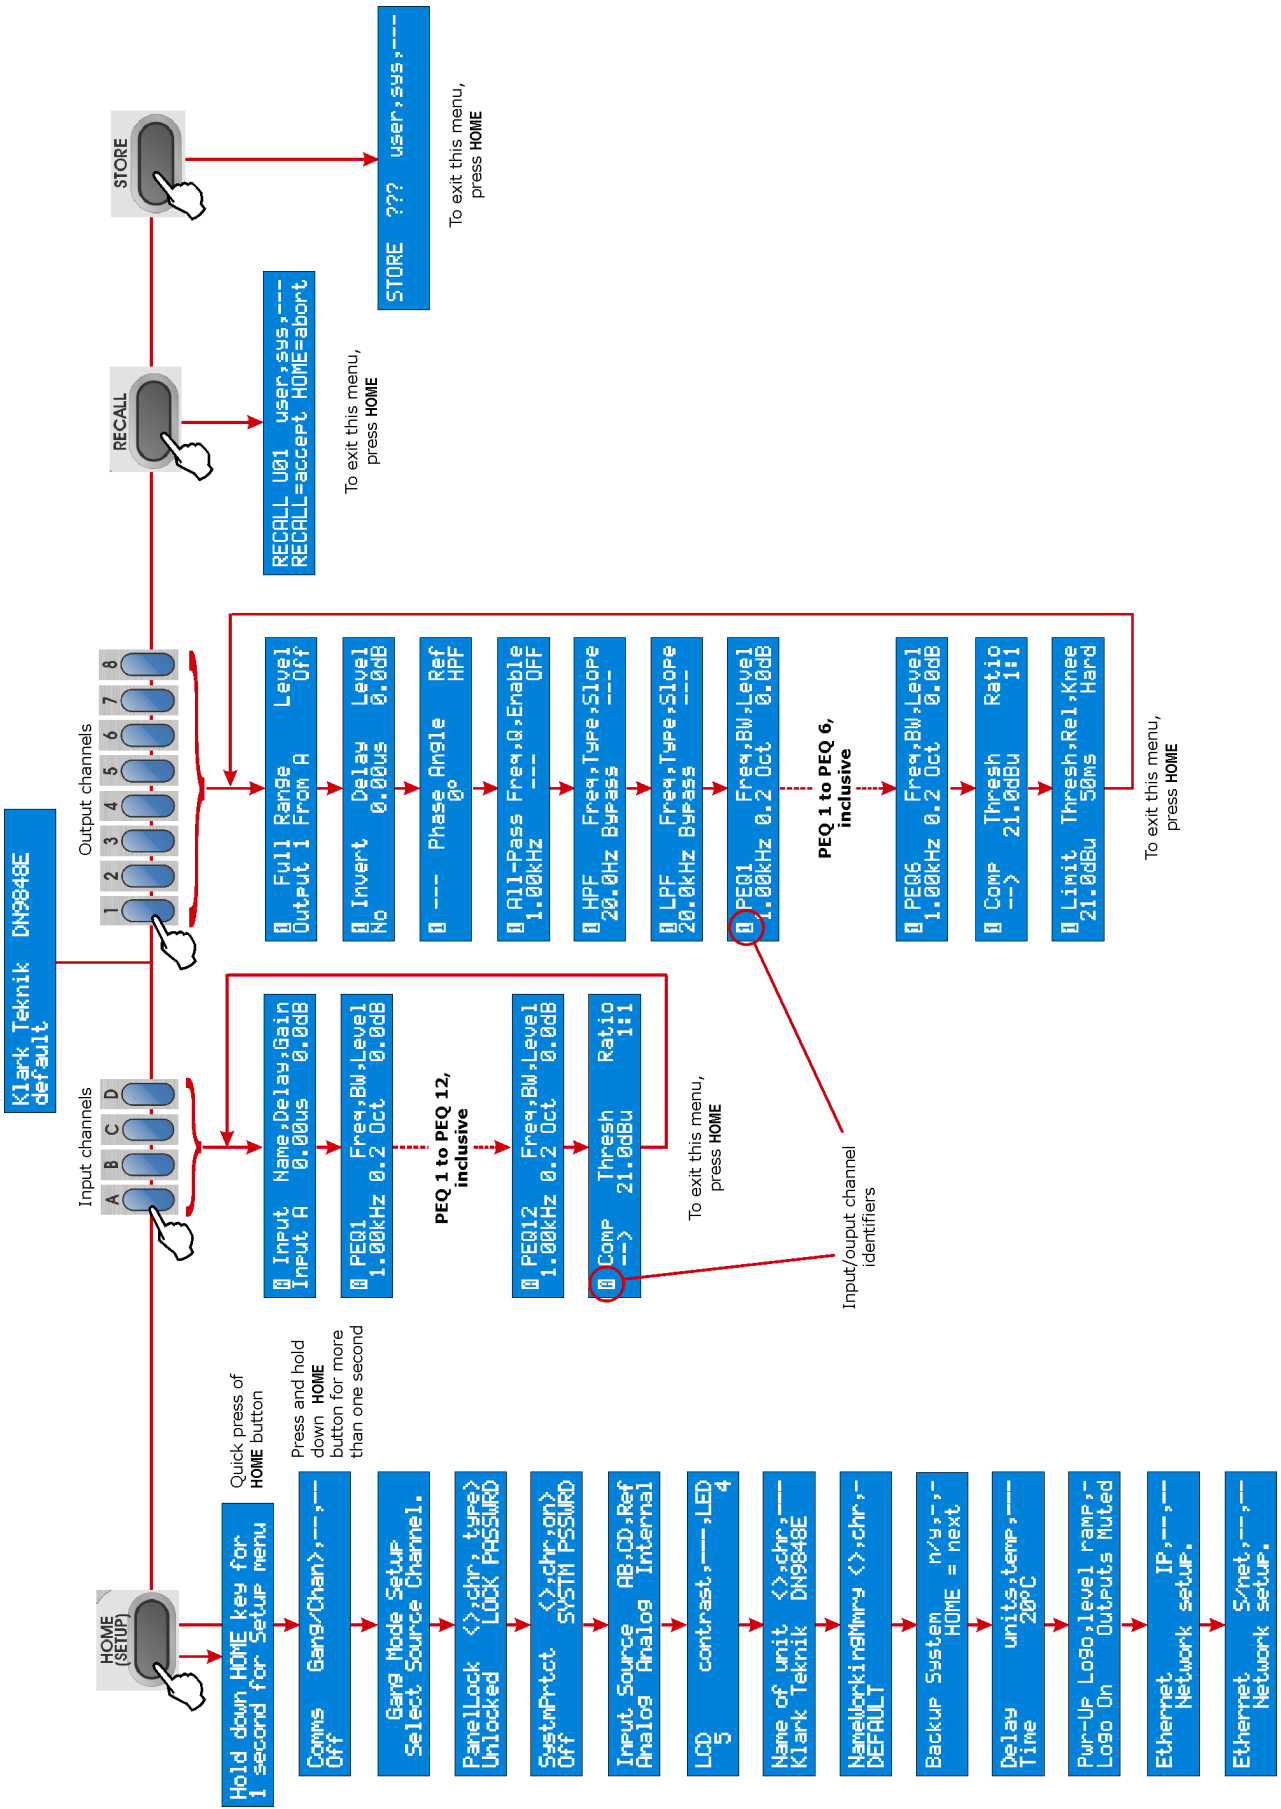 Klark Teknik DN9848E
default
HOME
(SETUP)
Hold down HOME key for
1 second for Setup menu
Quick press of
HOME button
Comms Gang/Chan>,--,--
Off
Press and hold
down HOME
button for more
than one second
Gang Mode Setup
Select Source Channel.
PanelLock <>,chr, type>
Unlocked LOCK PASSWRD
SystmPrtct <>,chr,on>
Off SYSTM PSSWRD
Input Source AB,CD,Ref
Analog Analog Internal
LCD contrast,---,LED
5 4
Name of unit <>,chr,---
Klark Teknik DN9848E
NameWorkingMmry <>,chr,-
DEFAULT
Backup System n/y,-,-
HOME = next
Delay units,temp,---
Time 20°C
Pwr-Up Logo,level ramp,-
Logo On Outputs Muted
Ethernet IP,--,--
Network setup.
Ethernet S/net,--,--
Network setup.
Input channels
A B C D
A Input Name,Delay,Gain
Input A 0.00us 0.0dB
A PEQ1 Freq,BW,Level
1.00kHz 0.2 Oct 0.0dB
PEQ 1 to PEQ 12,
inclusive
A PEQ12 Freq,BW,Level
1.00kHz 0.2 Oct 0.0dB
A Comp Thresh Ratio
--> 21.0dBu 1:1
To exit this menu,
press HOME
Input/ouput channel
identifiers
Output channels
1 2 3 4 5 6 7 8
1 Full Range Level
Output 1 From A Off
1 Invert Delay Level
No 0.00us 0.0dB
1 --- Phase Angle Ref
0° HPF
1 All-Pass Freq,Q,Enable
1.00kHz --- OFF
1 HPF Freq,Type,Slope
20.0Hz Bypass ---
1 LPF Freq,Type,Slope
20.0kHz Bypass ---
1 PEQ1 Freq,BW,Level
1.00kHz 0.2 Oct 0.0dB
PEQ 1 to PEQ 6,
inclusive
1 PEQ6 Freq,BW,Level
1.00kHz 0.2 Oct 0.0dB
1 Comp Thresh Ratio
--> 21.0dBu 1:1
1 Limit Thresh,Rel,Knee
21.0dBu 50ms Hard
To exit this menu,
press HOME
RECALL
RECALL U01 user,sys,---
RECALL=accept HOME=abort
To exit this menu,
press HOME
STORE
STORE ??? user,sys,---
To exit this menu,
press HOME